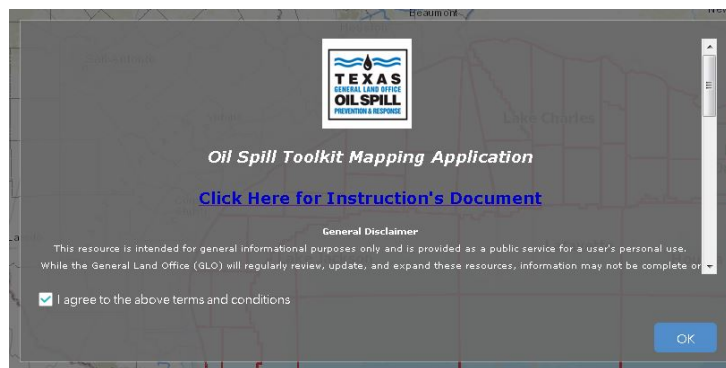 Beaumont
TEXAS
GENERAL LAND OFFICE
OIL SPILL
PREVENTION & RESPONSE
Lake Charles
Oil Spill Toolkit Mapping Application
Click Here for Instruction's Document
General Disclaimer
This resource is intended for general informational purposes only and is provided as a public service for a user's personal use.
While the General Land Office (GLO) will regularly review, update, and expand these resources, information may not be complete or
I agree to the above terms and conditions
OK